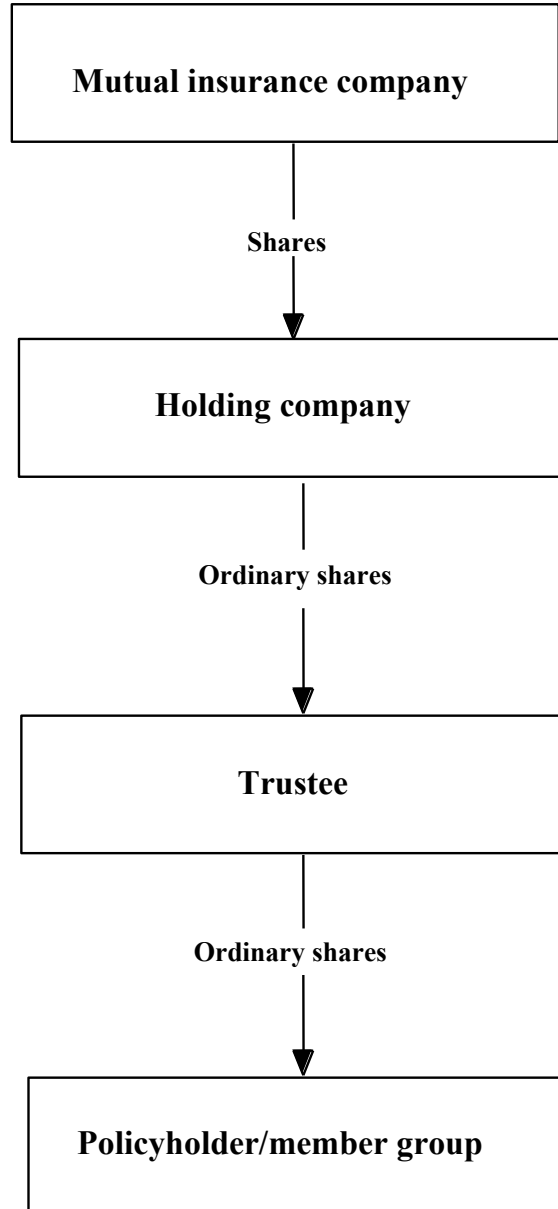 Mutual insurance company
Shares
Holding company
Ordinary shares
Trustee
Ordinary shares
Policyholder/member group